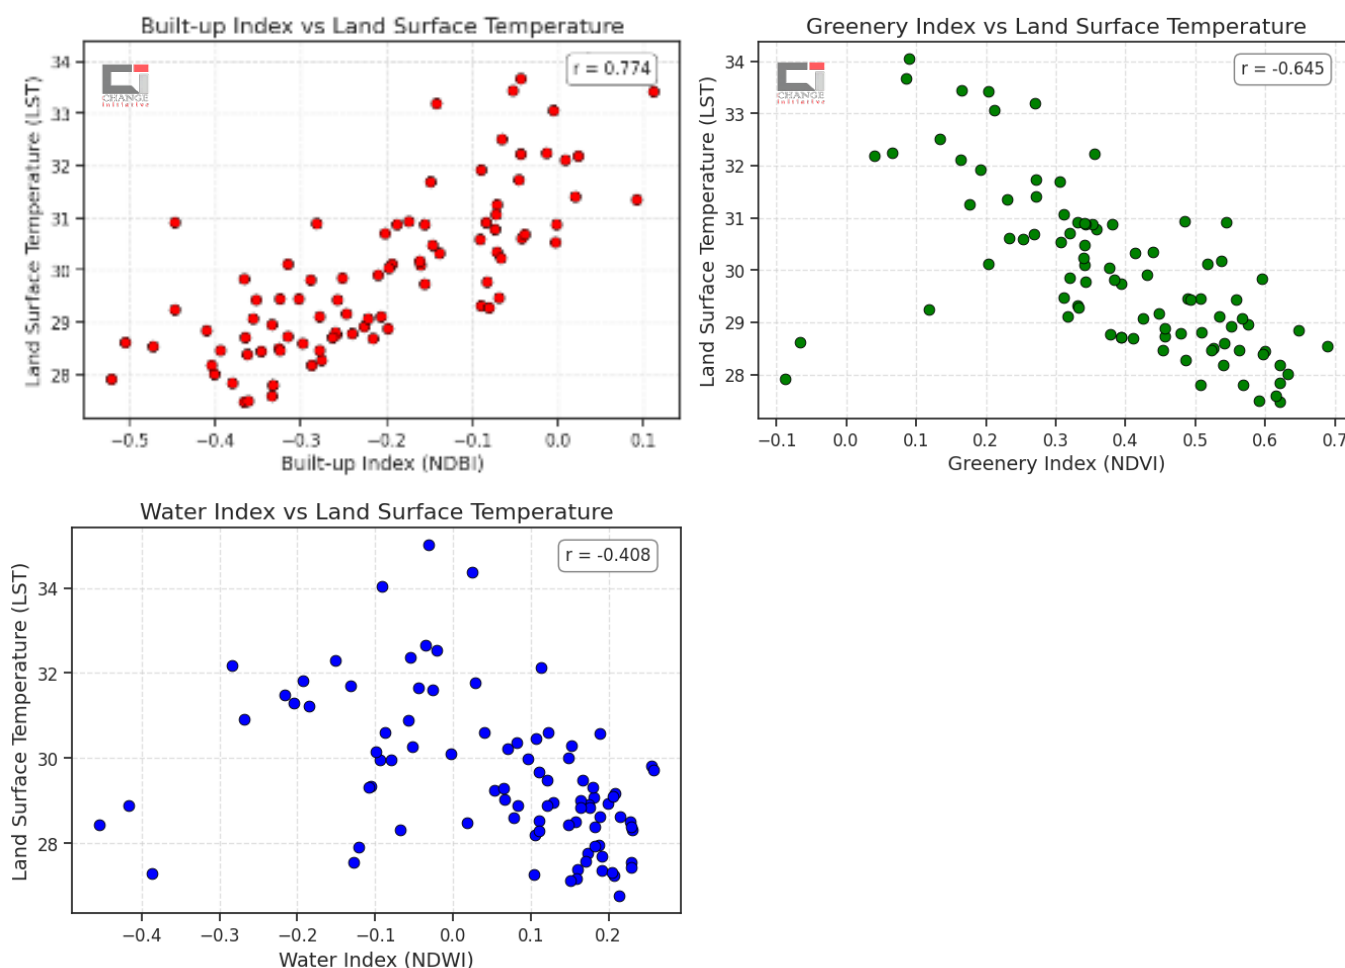 Built-up Index vs Land Surface Temperature
r = 0.774
CHANGE
initiative
Land Surface Temperature (LST)
34
33
32
31
30
29
28
−0.5 −0.4 −0.3 −0.2 −0.1 0.0 0.1
Built-up Index (NDBI)
Greenery Index vs Land Surface Temperature
r = -0.645
CHANGE
initiative
Land Surface Temperature (LST)
34
33
32
31
30
29
28
−0.1 0.0 0.1 0.2 0.3 0.4 0.5 0.6 0.7
Greenery Index (NDVI)
Water Index vs Land Surface Temperature
r = -0.408
Land Surface Temperature (LST)
34
32
30
28
−0.4 −0.3 −0.2 −0.1 0.0 0.1 0.2
Water Index (NDWI)